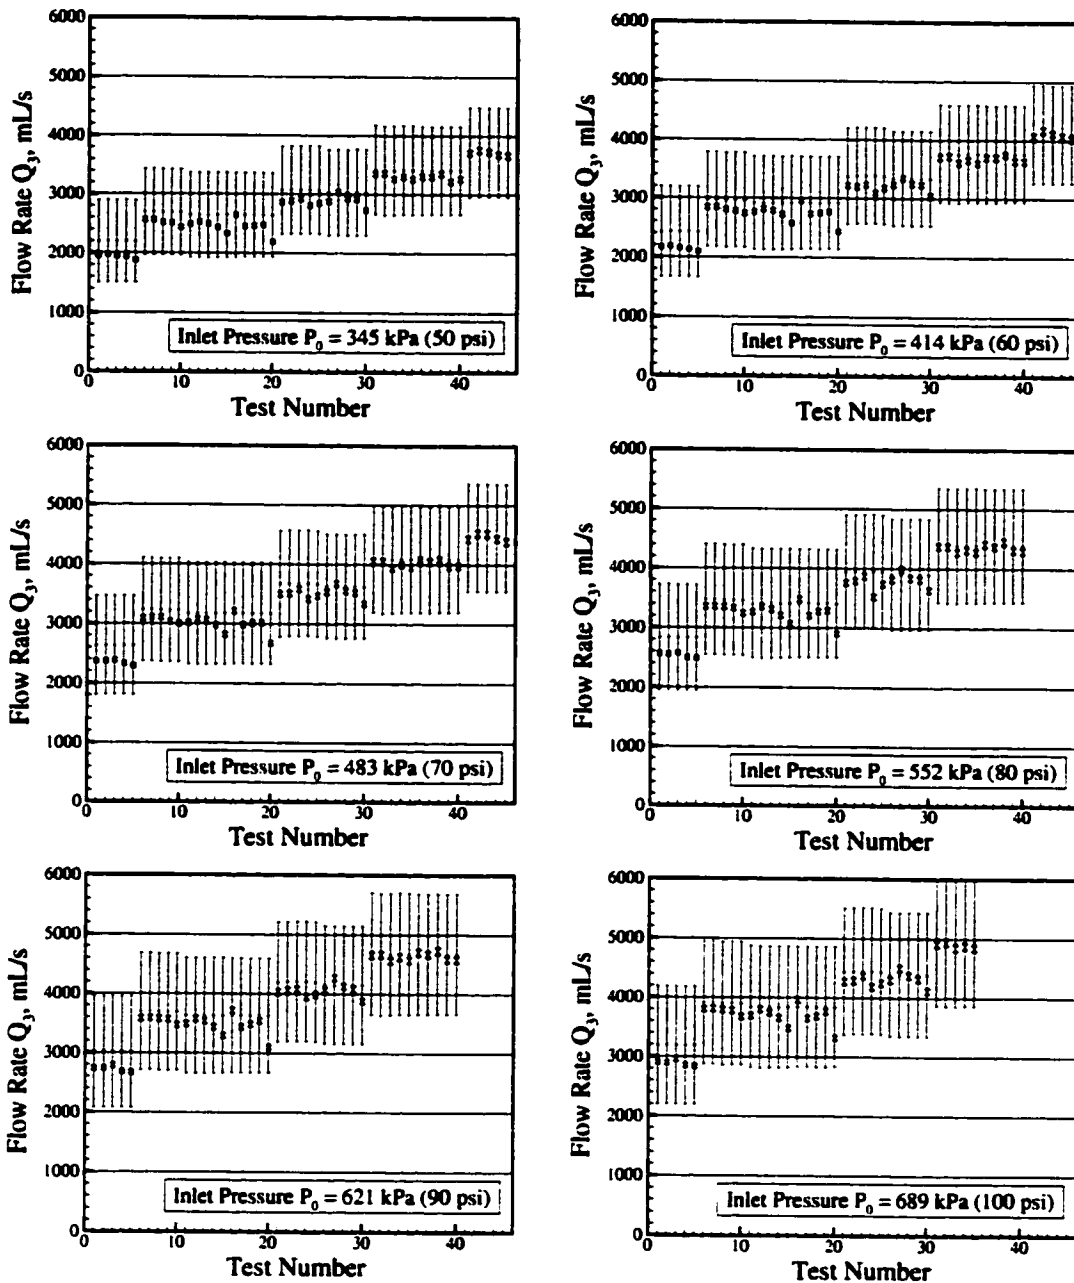 6000
5000
4000
3000
2000
1000
0
Flow Rate Q3, mL/s
Inlet Pressure P0 = 345 kPa (50 psi)
0 10 20 30 40
Test Number
6000
5000
4000
3000
2000
1000
0
Flow Rate Q3, mL/s
Inlet Pressure P0 = 414 kPa (60 psi)
0 10 20 30 40
Test Number
6000
5000
4000
3000
2000
1000
0
Flow Rate Q3, mL/s
Inlet Pressure P0 = 483 kPa (70 psi)
0 10 20 30 40
Test Number
6000
5000
4000
3000
2000
1000
0
Flow Rate Q3, mL/s
Inlet Pressure P0 = 552 kPa (80 psi)
0 10 20 30 40
Test Number
6000
5000
4000
3000
2000
1000
0
Flow Rate Q3, mL/s
Inlet Pressure P0 = 621 kPa (90 psi)
0 10 20 30 40
Test Number
6000
5000
4000
3000
2000
1000
0
Flow Rate Q3, mL/s
Inlet Pressure P0 = 689 kPa (100 psi)
0 10 20 30 40
Test Number